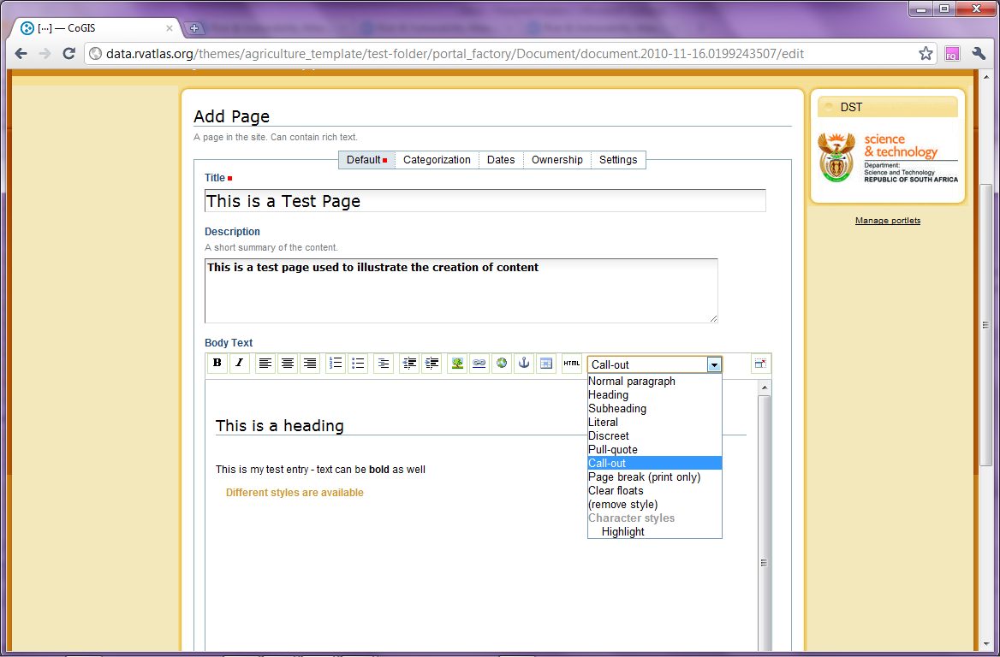 [...] — CoGIS
data.rvatlas.org/themes/agriculture_template/test-folder/portal_factory/Document/document.2010-11-16.0199243507/edit
FQ
Add Page
A page in the site. Can contain rich text.
Default Categorization Dates Ownership Settings
Title
This is a Test Page
Description
A short summary of the content.
This is a test page used to illustrate the creation of content
Body Text
B I HTML Call-out
Normal paragraph
Heading
Subheading
Literal
Discreet
Pull-quote
Call-out
Page break (print only)
Clear floats
(remove style)
Character styles
Highlight
This is a heading
This is my test entry - text can be bold as well
Different styles are available
DST
science
& technology
Department:
Science and Technology
REPUBLIC OF SOUTH AFRICA
Manage portlets